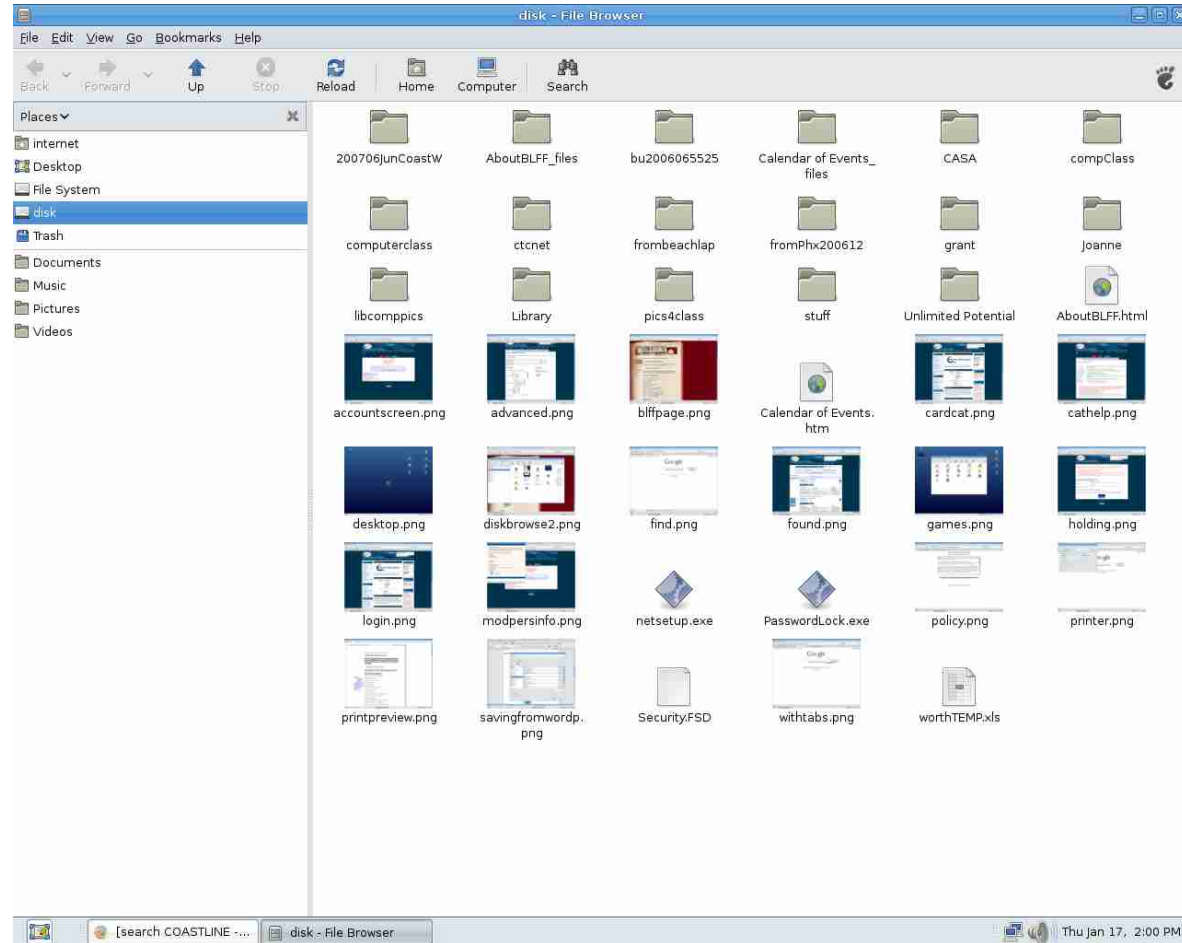 disk - File Browser
File Edit View Go Bookmarks Help
Back Forward Up Stop Reload Home Computer Search
Places
internet
Desktop
File System
disk
Trash
Documents
Music
Pictures
Videos
200706JunCoastW AboutBLFF_files bu2006065525 Calendar of Events_ CASA compClass
files
computerclass ctcnet frombeachlap fromPhx200612 grant Joanne
libcomppics Library pics4class stuff Unlimited Potential AboutBLFF.html
accountscreen.png advanced.png blffpage.png Calendar of Events. cardcat.png cathelp.png
htm
desktop.png diskbrowse2.png find.png found.png games.png holding.png
login.png modpersinfo.png netsetup.exe PasswordLock.exe policy.png printer.png
printpreview.png savingfromwordp. Security.FSD withtabs.png worthTEMP.xls
png
[search COASTLINE -... disk - File Browser Thu Jan 17, 2:00 PM